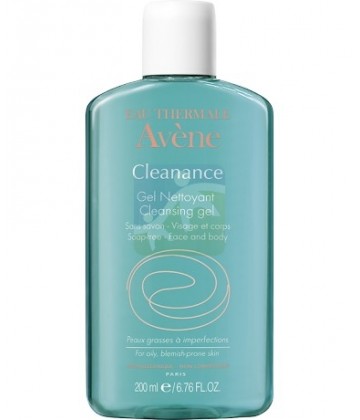 EAU THERMALE
Avène
Cleanance
Gel Nettoyant
Cleansing gel
Sans savon - Visage et corps
Soap free - Face and body
Peaux grasses à imperfections
For oily, blemish-prone skin
PARIS
200 ml℮/6.76 FL.OZ.